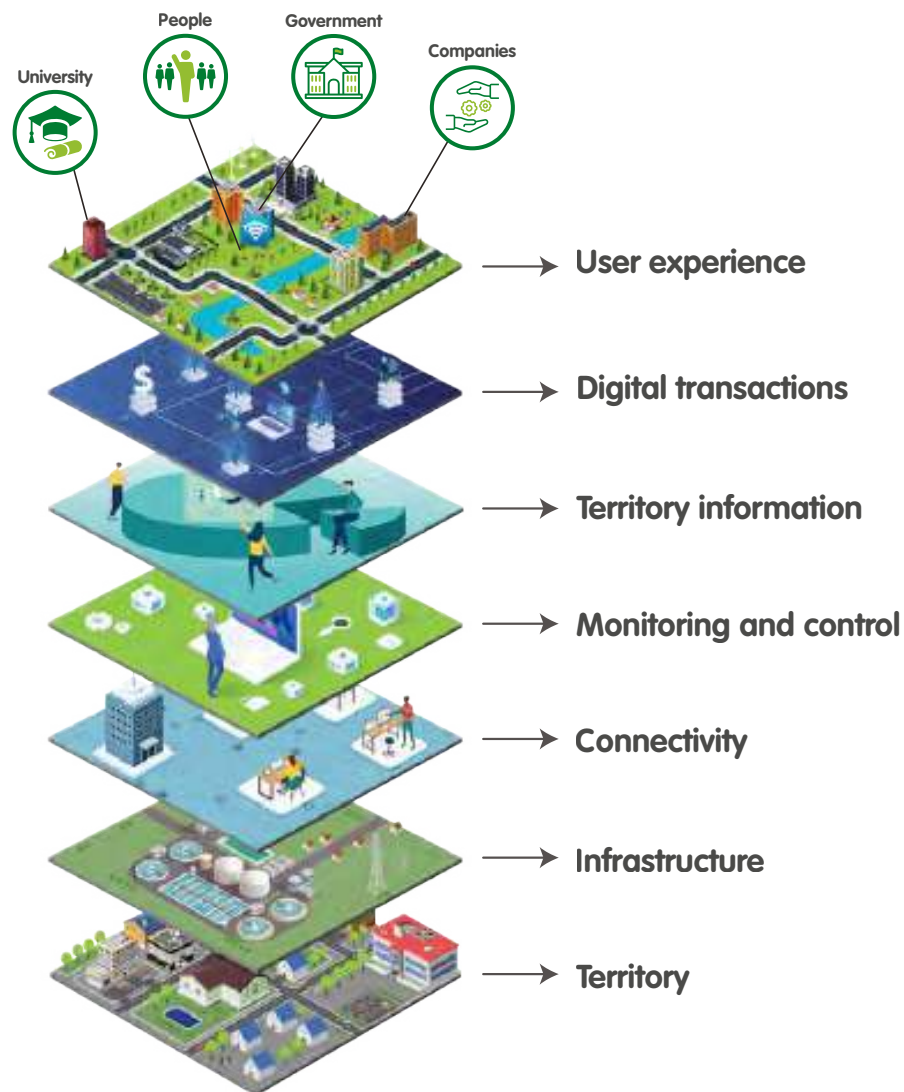 People
Government
Companies
University
User experience
Digital transactions
$
Territory information
Monitoring and control
Connectivity
Infrastructure
Territory